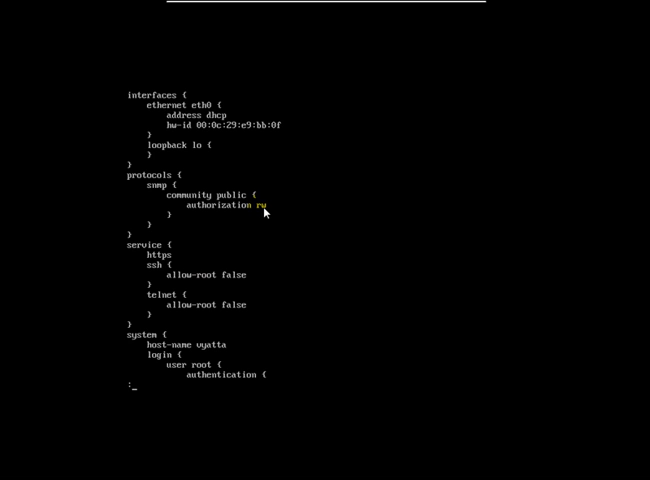 interfaces {
ethernet eth0 {
address dhcp
hw-id 00:0c:29:e9:bb:0f
}
loopback lo {
}
}
protocols {
snmp {
community public {
authorization rw
}
}
}
service {
https
ssh {
allow-root false
}
telnet {
allow-root false
}
}
system {
host-name vyatta
login {
user root {
authentication {
:_